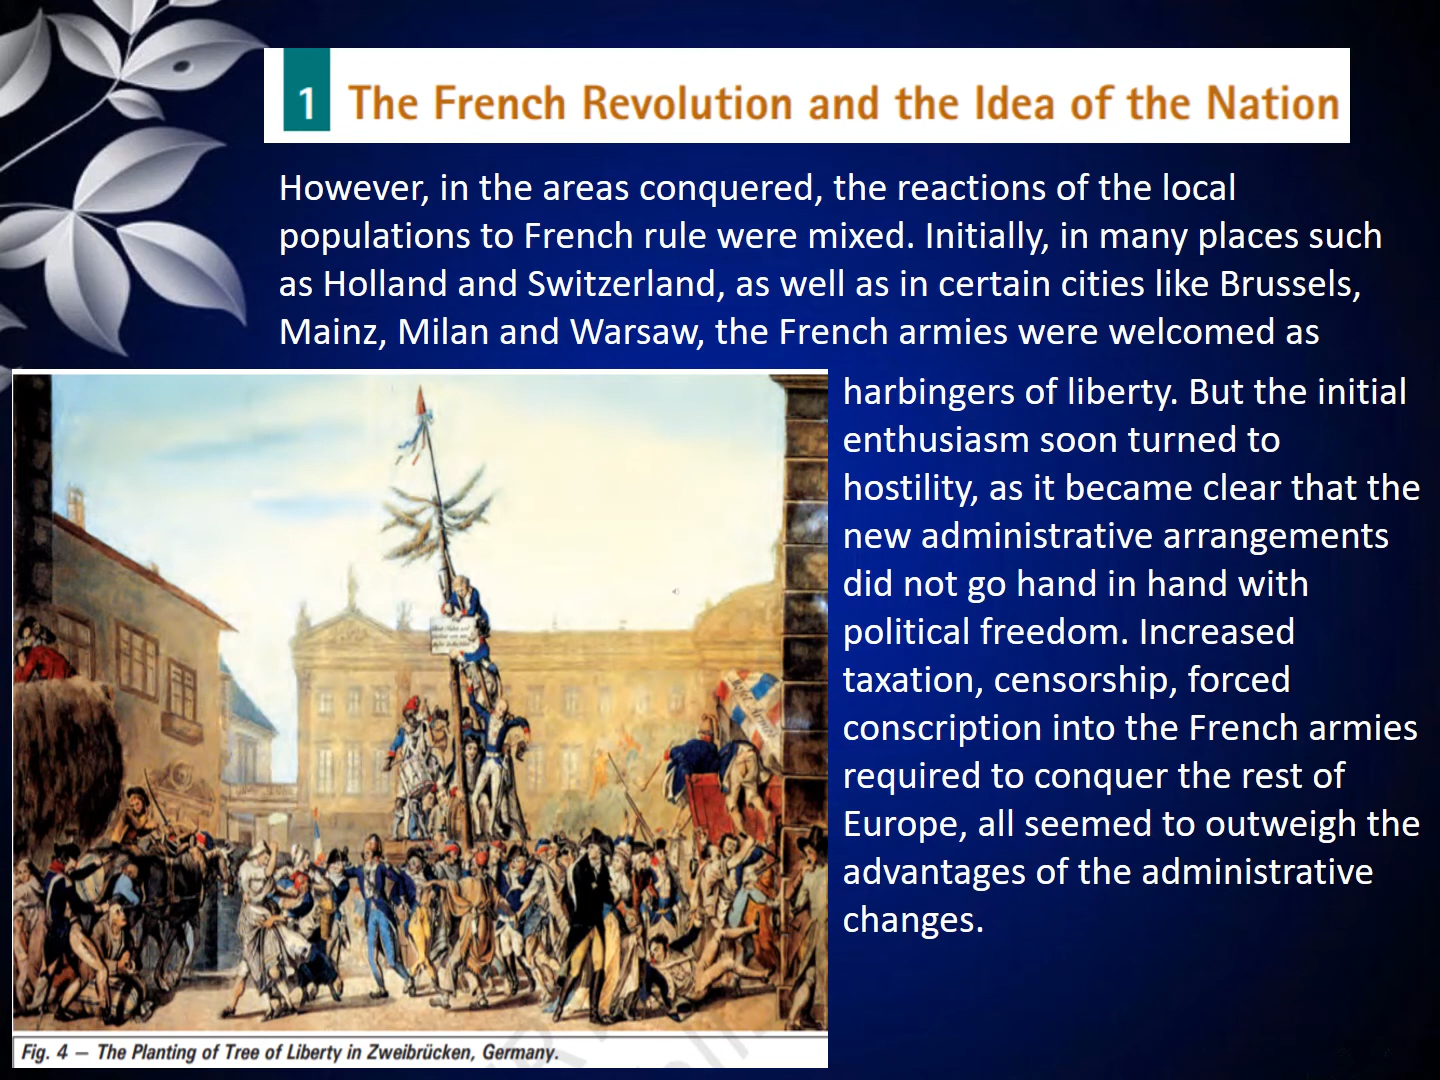 1 The French Revolution and the Idea of the Nation
However, in the areas conquered, the reactions of the local
populations to French rule were mixed. Initially, in many places such
as Holland and Switzerland, as well as in certain cities like Brussels,
Mainz, Milan and Warsaw, the French armies were welcomed as
harbingers of liberty. But the initial
enthusiasm soon turned to
hostility, as it became clear that the
new administrative arrangements
did not go hand in hand with
political freedom. Increased
taxation, censorship, forced
conscription into the French armies
required to conquer the rest of
Europe, all seemed to outweigh the
advantages of the administrative
changes.
Fig. 4 — The Planting of Tree of Liberty in Zweibrücken, Germany.